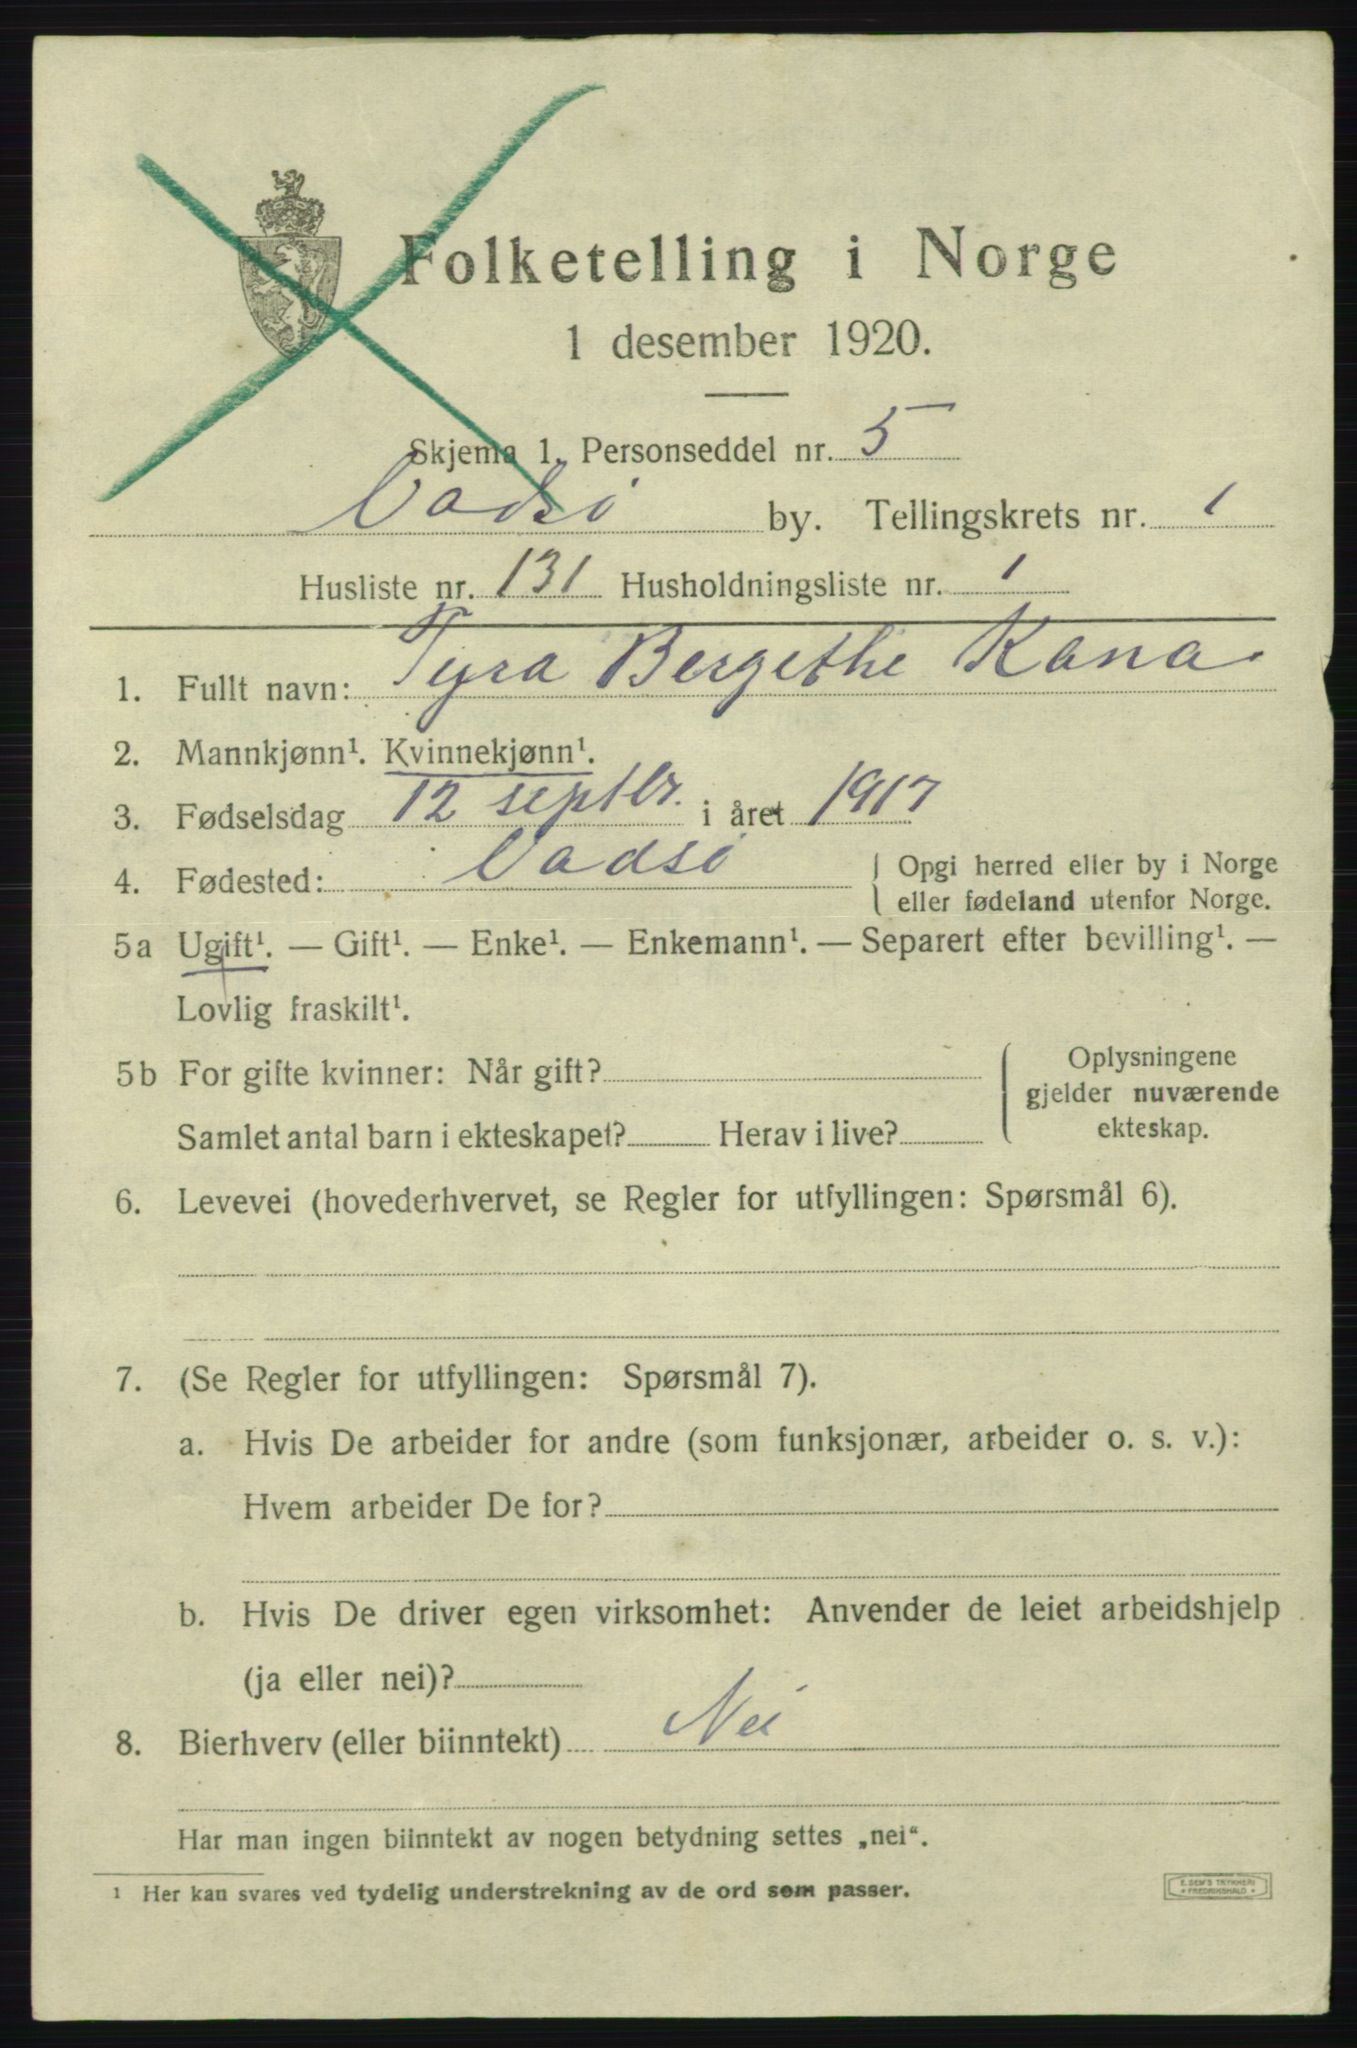 Folketelling i Norge
1 desember 1920.
Skjema 1. Personseddel nr. 5
Vadsö by. Tellingskrets nr. 1
Husliste nr. 131 Husholdningsliste nr. 1
1. Fullt navn: Tyra Bergethe Kana
2. Mannkjønn¹. Kvinnekjønn¹.
3. Fødselsdag 12 septbr. i året 1917
4. Fødested: Vadsö { Opgi herred eller by i Norge
eller fødeland utenfor Norge.
5a Ugift¹. — Gift¹. — Enke¹. — Enkemann¹. — Separert efter bevilling¹. —
Lovlig fraskilt¹.
5b For gifte kvinner: Når gift? { Oplysningene
gjelder nuværende
Samlet antal barn i ekteskapet? Herav i live? ekteskap.
6. Levevei (hovederhvervet, se Regler for utfyllingen: Spørsmål 6).
7. (Se Regler for utfyllingen: Spørsmål 7).
a. Hvis De arbeider for andre (som funksjonær, arbeider o. s. v.):
Hvem arbeider De for?
b. Hvis De driver egen virksomhet: Anvender de leiet arbeidshjelp
(ja eller nei)?
8. Bierhverv (eller biinntekt) Nei
Har man ingen biinntekt av nogen betydning settes „nei“.
¹ Her kan svares ved tydelig understrekning av de ord som passer.
E. SEM'S TRYKKERI
• FREDRIKSHALD •